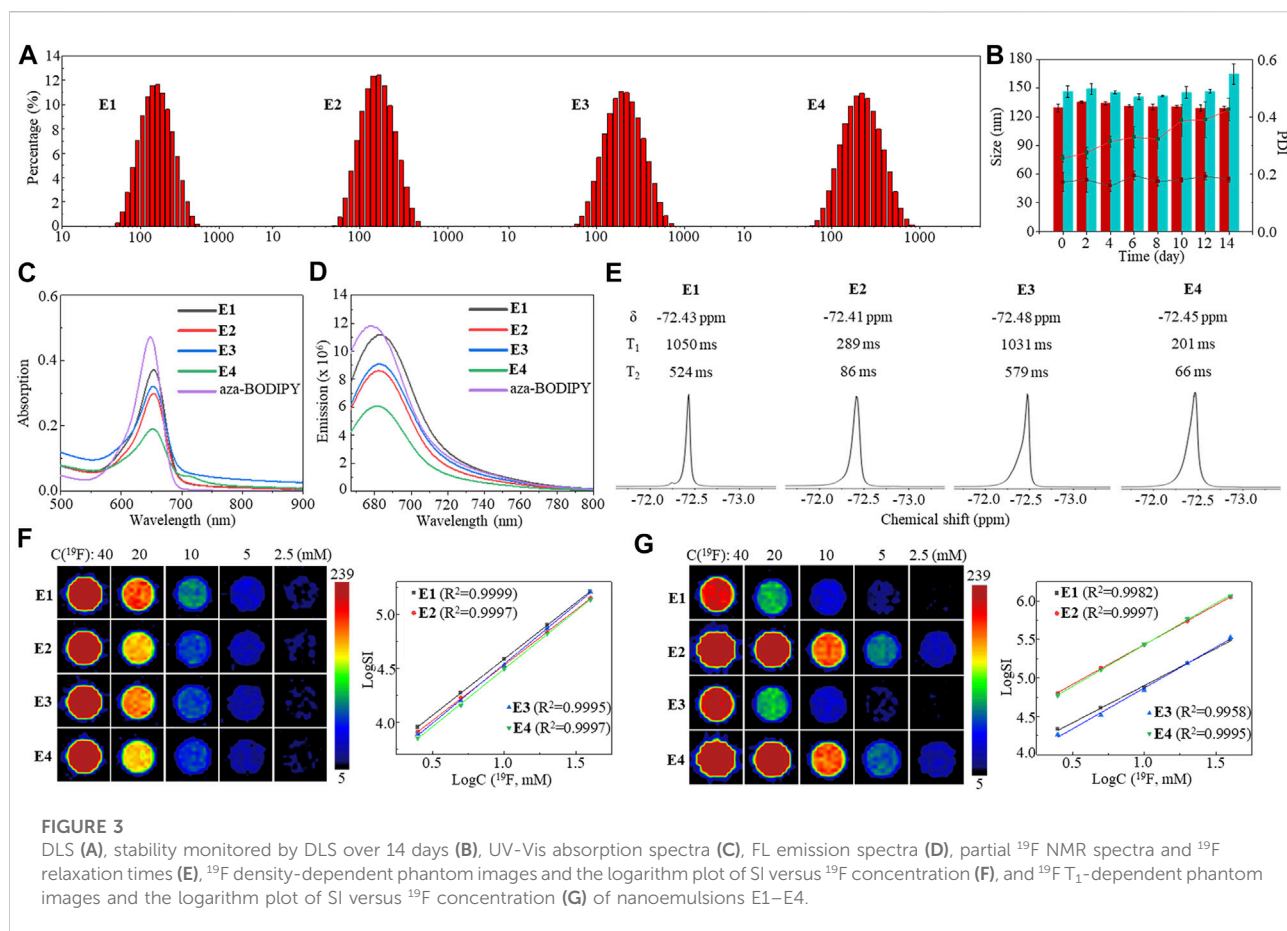 A
14
12
10
8
6
4
2
0
Percentage (%)
E1
E2
E3
E4
10 100 1000 10 100 1000 10 100 1000 10 100 1000
B
180
150
120
90
60
30
0
Size (nm)
0.6
0.4
0.2
0.0
PDI
0 2 4 6 8 10 12 14
Time (day)
C
0.6
0.4
0.2
0.0
Absorption
E1
E2
E3
E4
aza-BODIPY
500 600 700 800 900
Wavelength (nm)
D
14
12
10
8
6
4
2
0
Emission (x 10⁶)
E1
E2
E3
E4
aza-BODIPY
680 700 720 740 760 780 800
Wavelength (nm)
E
E1 E2 E3 E4
δ -72.43 ppm -72.41 ppm -72.48 ppm -72.45 ppm
T₁ 1050 ms 289 ms 1031 ms 201 ms
T₂ 524 ms 86 ms 579 ms 66 ms
-72.0 -72.5 -73.0 -72.0 -72.5 -73.0 -72.0 -72.5 -73.0 -72.0 -72.5 -73.0
Chemical shift (ppm)
F
C(¹⁹F): 40 20 10 5 2.5 (mM)
E1
E2
E3
E4
239
5
E1 (R²=0.9999)
E2 (R²=0.9997)
E3 (R²=0.9995)
E4 (R²=0.9997)
5.0
4.5
4.0
LogSI
0.5 1.0 1.5
LogC (¹⁹F, mM)
G
C(¹⁹F): 40 20 10 5 2.5 (mM)
E1
E2
E3
E4
239
5
E1 (R²=0.9982)
E2 (R²=0.9997)
E3 (R²=0.9958)
E4 (R²=0.9995)
6.0
5.5
5.0
4.5
4.0
LogSI
0.5 1.0 1.5
LogC (¹⁹F, mM)
FIGURE 3
DLS (A), stability monitored by DLS over 14 days (B), UV-Vis absorption spectra (C), FL emission spectra (D), partial ¹⁹F NMR spectra and ¹⁹F
relaxation times (E), ¹⁹F density-dependent phantom images and the logarithm plot of SI versus ¹⁹F concentration (F), and ¹⁹F T₁-dependent phantom
images and the logarithm plot of SI versus ¹⁹F concentration (G) of nanoemulsions E1–E4.